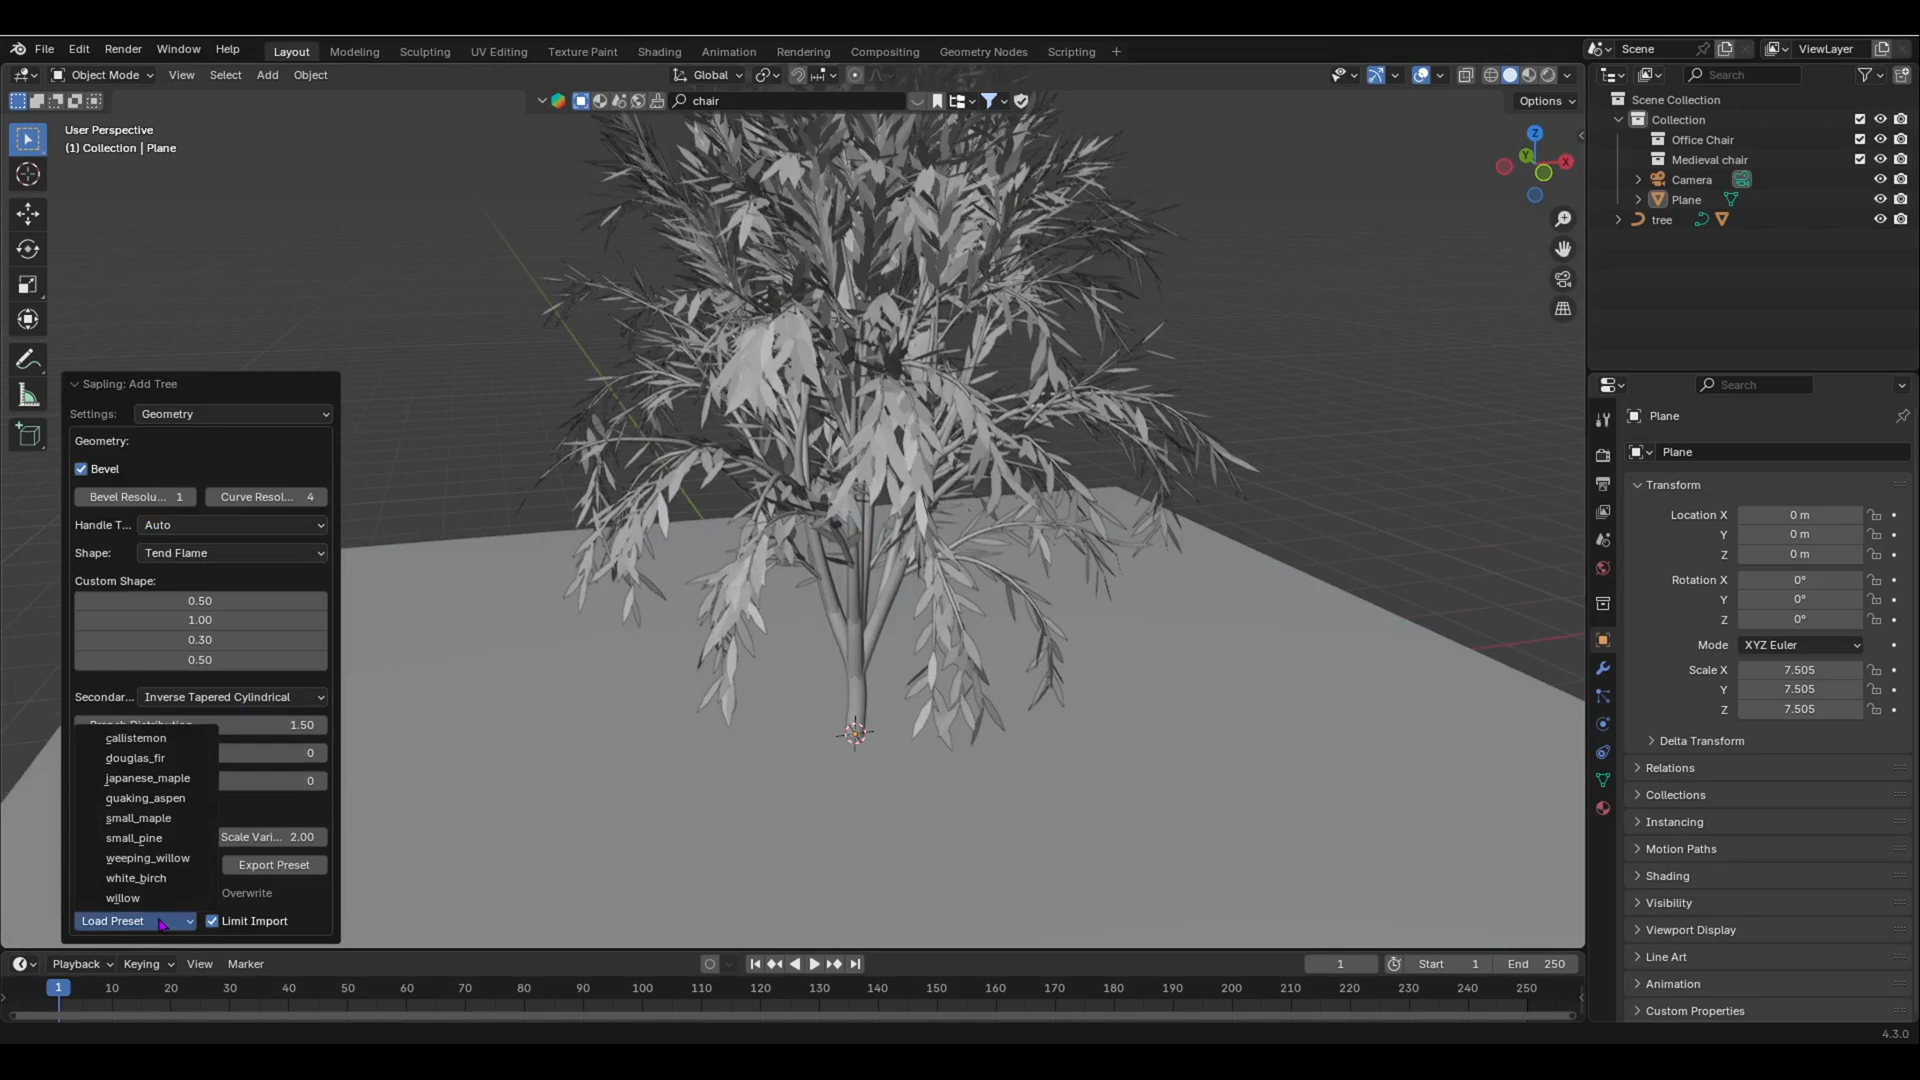 File Edit Render Window Help Layout Modeling Sculpting UV Editing Texture Paint Shading Animation Rendering Compositing Geometry Nodes Scripting + Scene ViewLayer
Object Mode View Select Add Object Global Search
chair Options
User Perspective
(1) Collection | Plane
Z
Y
X
Scene Collection
Collection
Office Chair
Medieval chair
Camera
Plane
tree
Sapling: Add Tree
Settings: Geometry
Geometry:
Bevel
Bevel Resolu... 1 Curve Resol... 4
Handle T... Auto
Shape: Tend Flame
Custom Shape:
0.50
1.00
0.30
0.50
Secondar... Inverse Tapered Cylindrical
Branch Distribution 1.50
callistemon
0
douglas_fir
japanese_maple
0
quaking_aspen
small_maple
small_pine
Scale Vari... 2.00
weeping_willow
Export Preset
white_birch
Overwrite
willow
Load Preset Limit Import
Search
Plane
Plane
Transform
Location X 0 m
Y 0 m
Z 0 m
Rotation X 0°
Y 0°
Z 0°
Mode XYZ Euler
Scale X 7.505
Y 7.505
Z 7.505
Delta Transform
Relations
Collections
Instancing
Motion Paths
Shading
Visibility
Viewport Display
Line Art
Animation
Custom Properties
Playback Keying View Marker 1 Start 1 End 250
1 10 20 30 40 50 60 70 80 90 100 110 120 130 140 150 160 170 180 190 200 210 220 230 240 250
4.3.0